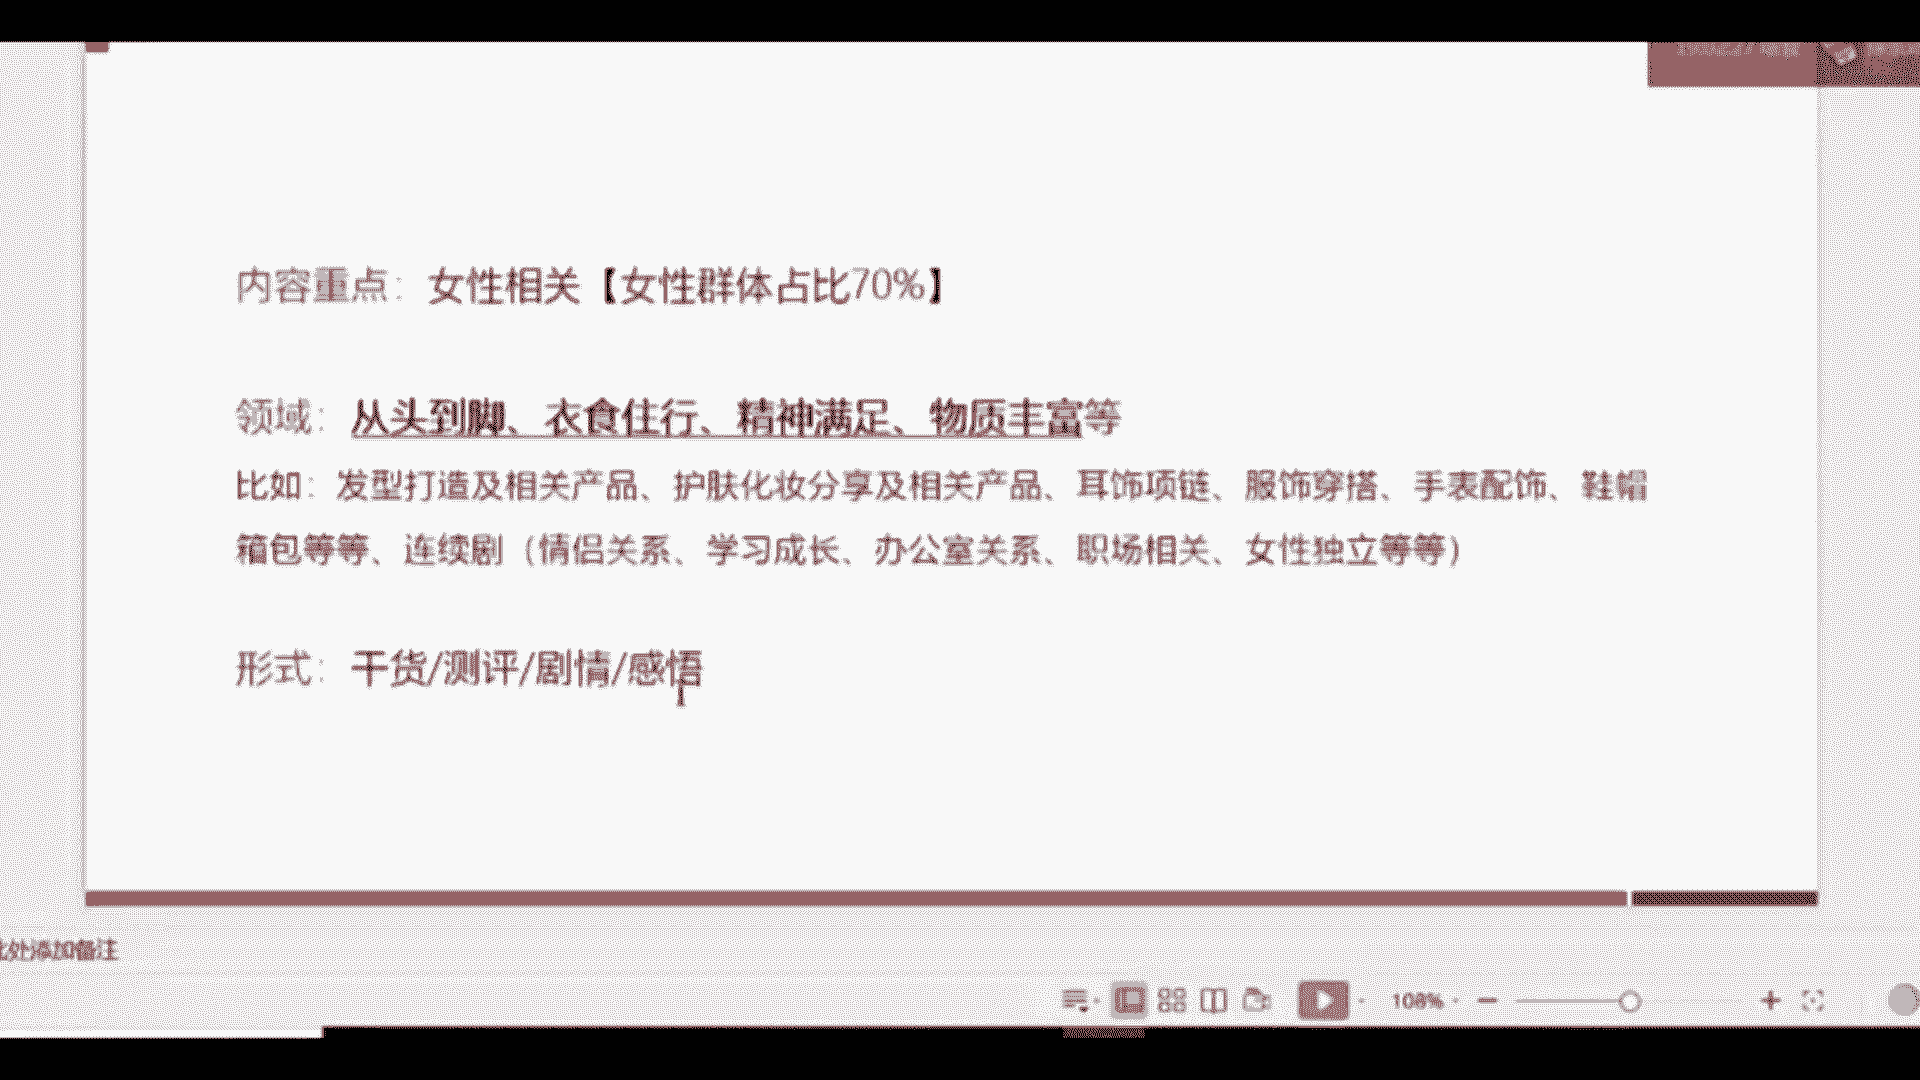 内容重点：女性相关【女性群体占比70%】
领域：从头到脚、衣食住行、精神满足、物质丰富等
比如：发型打造及相关产品、护肤化妆分享及相关产品、耳饰项链、服饰穿搭、手表配饰、鞋帽
箱包等等、连续剧（情侣关系、学习成长、办公室关系、职场相关、女性独立等等）
形式：干货/测评/剧情/感悟
此处添加备注
108%